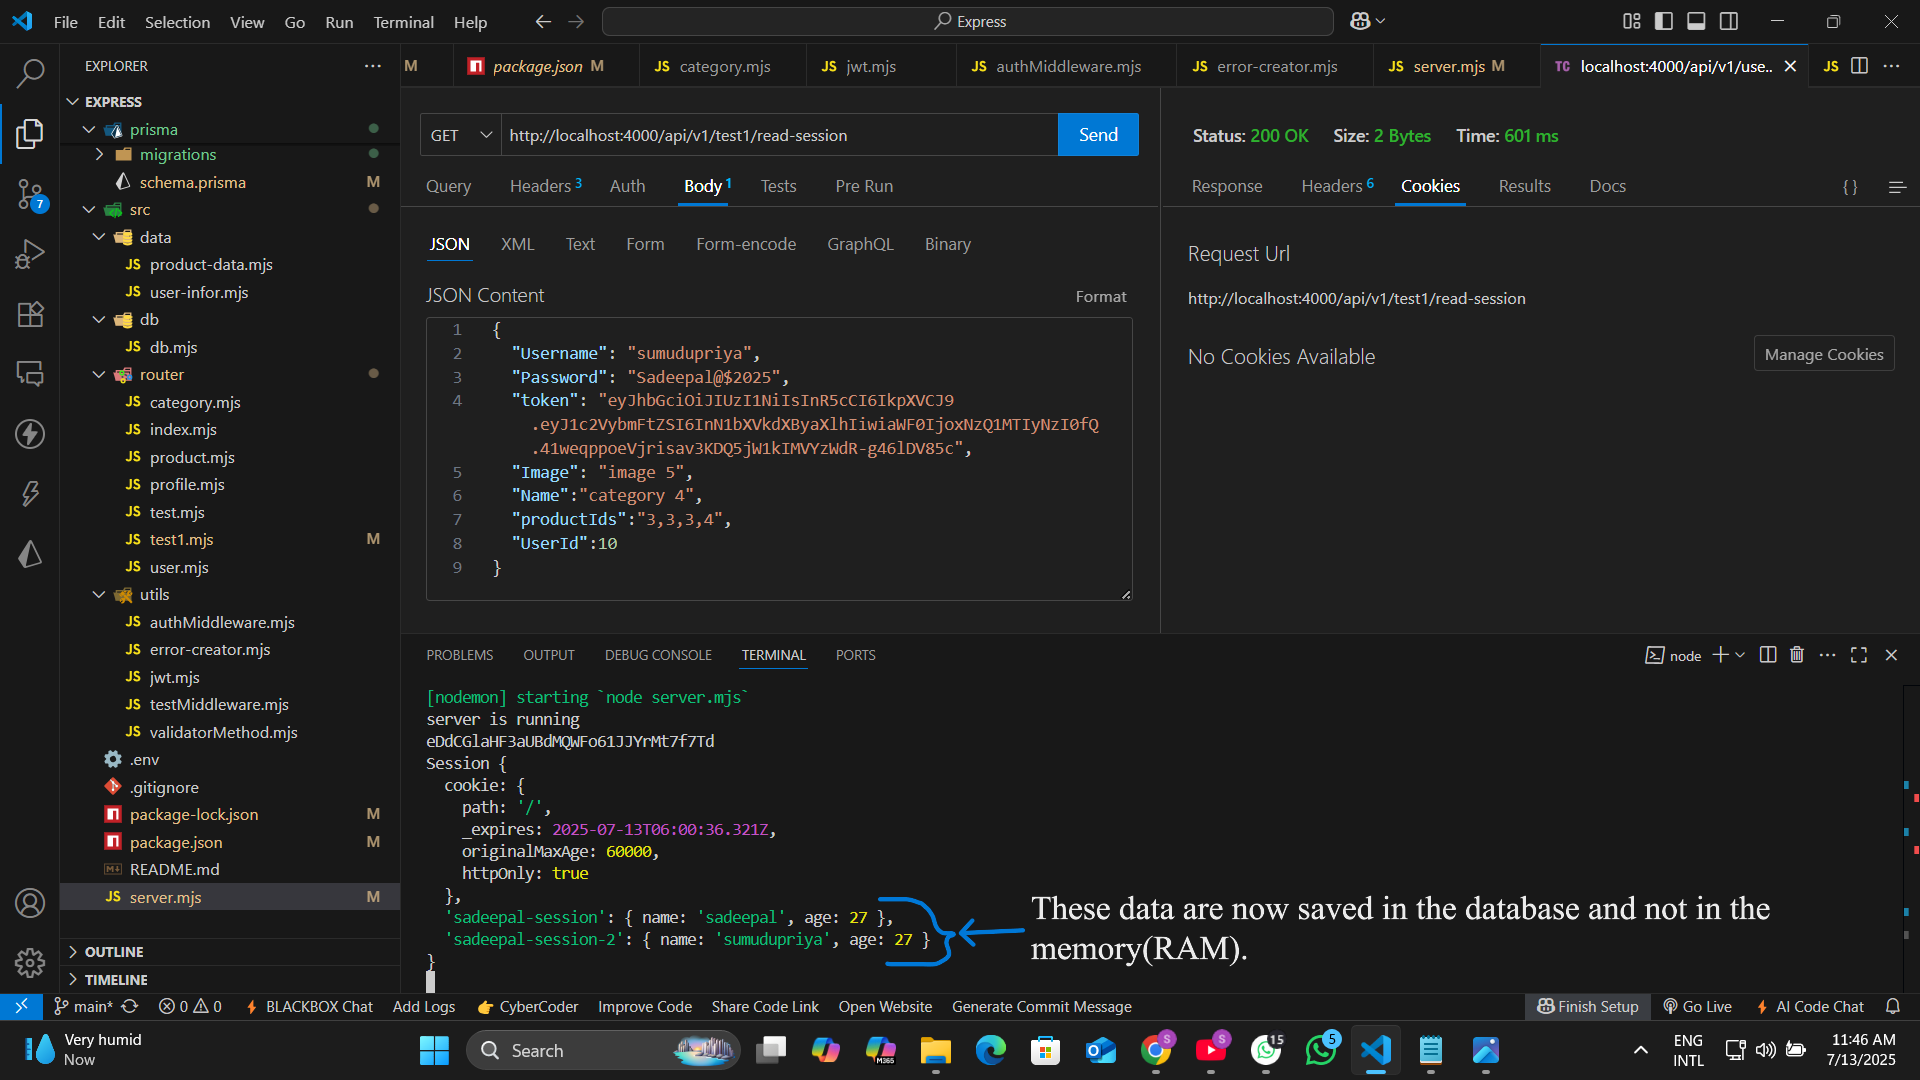 File Edit Selection View Go Run Terminal Help
Express
EXPLORER
M
package.json M
category.mjs
jwt.mjs
authMiddleware.mjs
error-creator.mjs
server.mjs M
TC localhost:4000/api/v1/use..
JS
EXPRESS
prisma
migrations
schema.prisma M
src
data
JS product-data.mjs
JS user-infor.mjs
db
JS db.mjs
router
JS category.mjs
JS index.mjs
JS product.mjs
JS profile.mjs
JS test.mjs
JS test1.mjs M
JS user.mjs
utils
JS authMiddleware.mjs
JS error-creator.mjs
JS jwt.mjs
JS testMiddleware.mjs
JS validatorMethod.mjs
.env
.gitignore
package-lock.json M
package.json M
README.md
JS server.mjs M
OUTLINE
TIMELINE
7
GET http://localhost:4000/api/v1/test1/read-session Send
Query Headers 3 Auth Body 1 Tests Pre Run
JSON XML Text Form Form-encode GraphQL Binary
JSON Content Format
1 {
2 "Username": "sumudupriya",
3 "Password": "Sadeepal@$2025",
4 "token": "eyJhbGciOiJIUzI1NiIsInR5cCI6IkpXVCJ9
.eyJ1c2VybmFtZSI6InN1bXVkdXByaXlhIiwiaWF0IjoxNzQ1MTIyNzI0fQ
.41weqppoeVjrisav3KDQ5jW1kIMVYzWdR-g46lDV85c",
5 "Image": "image 5",
6 "Name":"category 4",
7 "productIds":"3,3,3,4",
8 "UserId":10
9 }
Status: 200 OK Size: 2 Bytes Time: 601 ms
Response Headers 6 Cookies Results Docs { }
Request Url
http://localhost:4000/api/v1/test1/read-session
No Cookies Available Manage Cookies
PROBLEMS OUTPUT DEBUG CONSOLE TERMINAL PORTS
node
[nodemon] starting `node server.mjs`
server is running
eDdCGlaHF3aUBdMQWFo61JJYrMt7f7Td
Session {
cookie: {
path: '/',
_expires: 2025-07-13T06:00:36.321Z,
originalMaxAge: 60000,
httpOnly: true
},
'sadeepal-session': { name: 'sadeepal', age: 27 },
'sadeepal-session-2': { name: 'sumudupriya', age: 27 }
}
These data are now saved in the database and not in the
memory(RAM).
main* 0 0 BLACKBOX Chat Add Logs CyberCoder Improve Code Share Code Link Open Website Generate Commit Message Finish Setup Go Live AI Code Chat
Very humid
Now
Search
M365
S
S
15
5
ENG
INTL
11:46 AM
7/13/2025